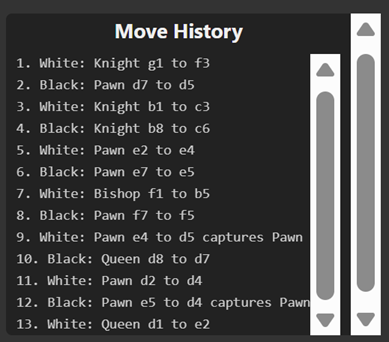 Move History
1. White: Knight g1 to f3
2. Black: Pawn d7 to d5
3. White: Knight b1 to c3
4. Black: Knight b8 to c6
5. White: Pawn e2 to e4
6. Black: Pawn e7 to e5
7. White: Bishop f1 to b5
8. Black: Pawn f7 to f5
9. White: Pawn e4 to d5 captures Pawn
10. Black: Queen d8 to d7
11. White: Pawn d2 to d4
12. Black: Pawn e5 to d4 captures Pawn
13. White: Queen d1 to e2